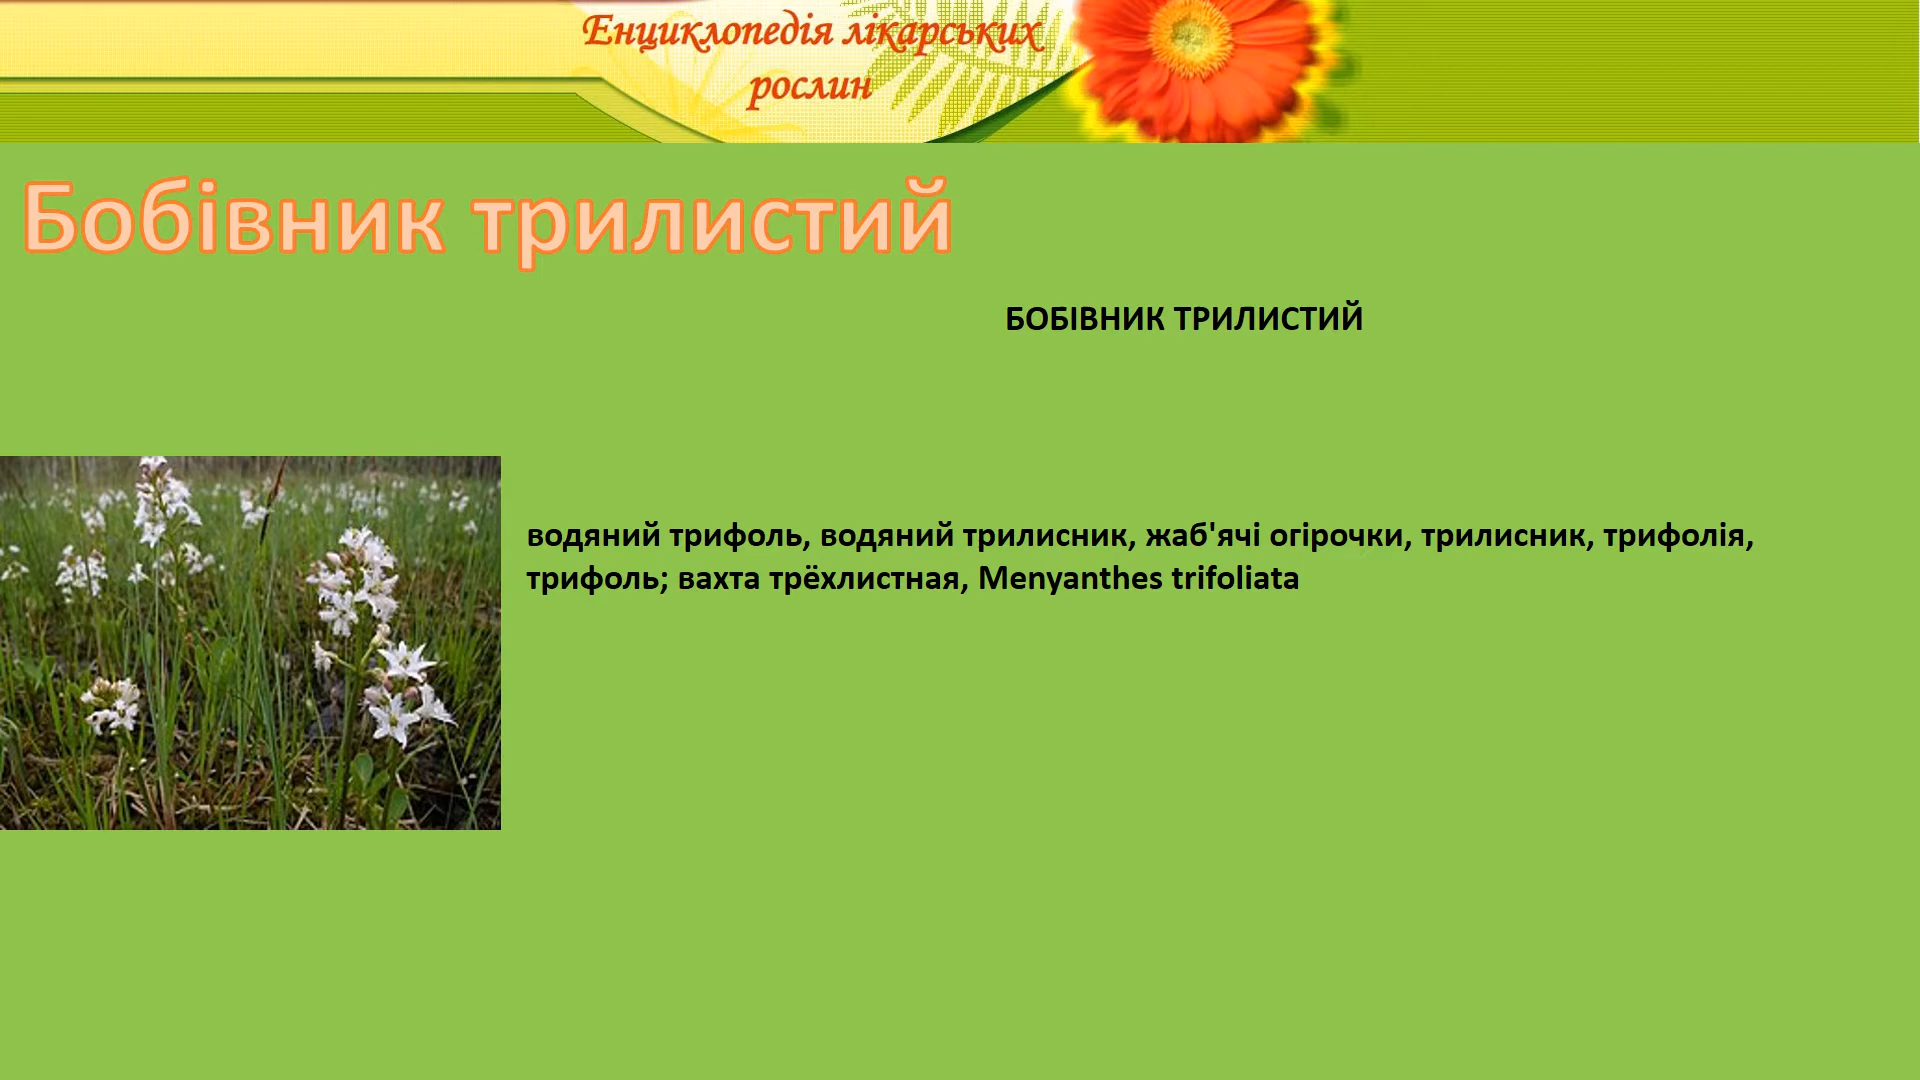 Енциклопедія лікарських
рослин
Бобівник трилистий
БОБІВНИК ТРИЛИСТИЙ
водяний трифоль, водяний трилисник, жаб'ячі огірочки, трилисник, трифолія,
трифоль; вахта трёхлистная, Menyanthes trifoliata